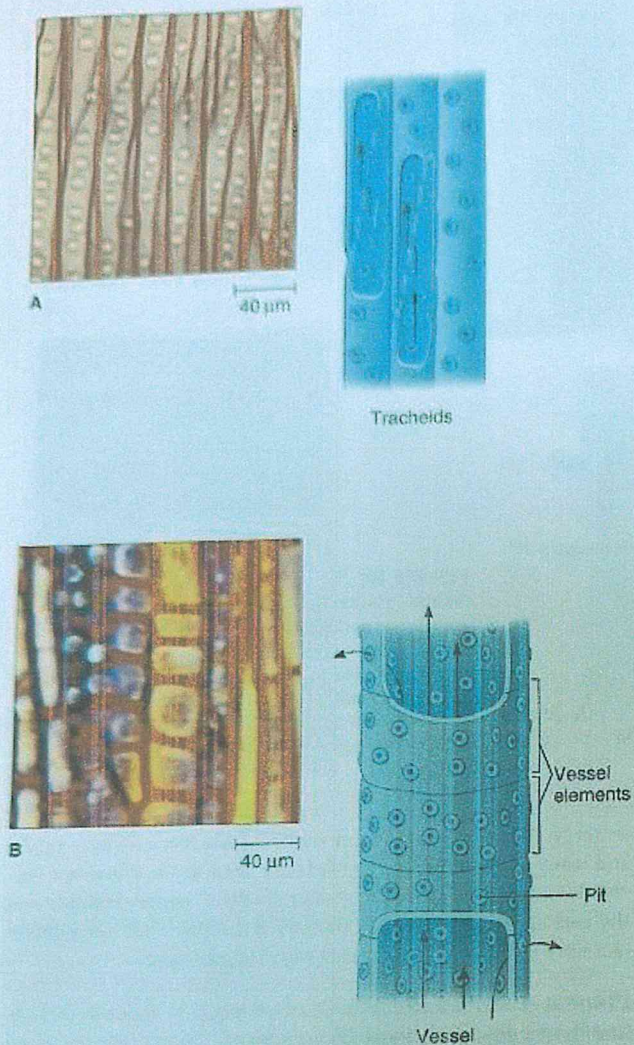 A
40 µm
Tracheids
B
40 µm
Vessel
elements
Pit
Vessel